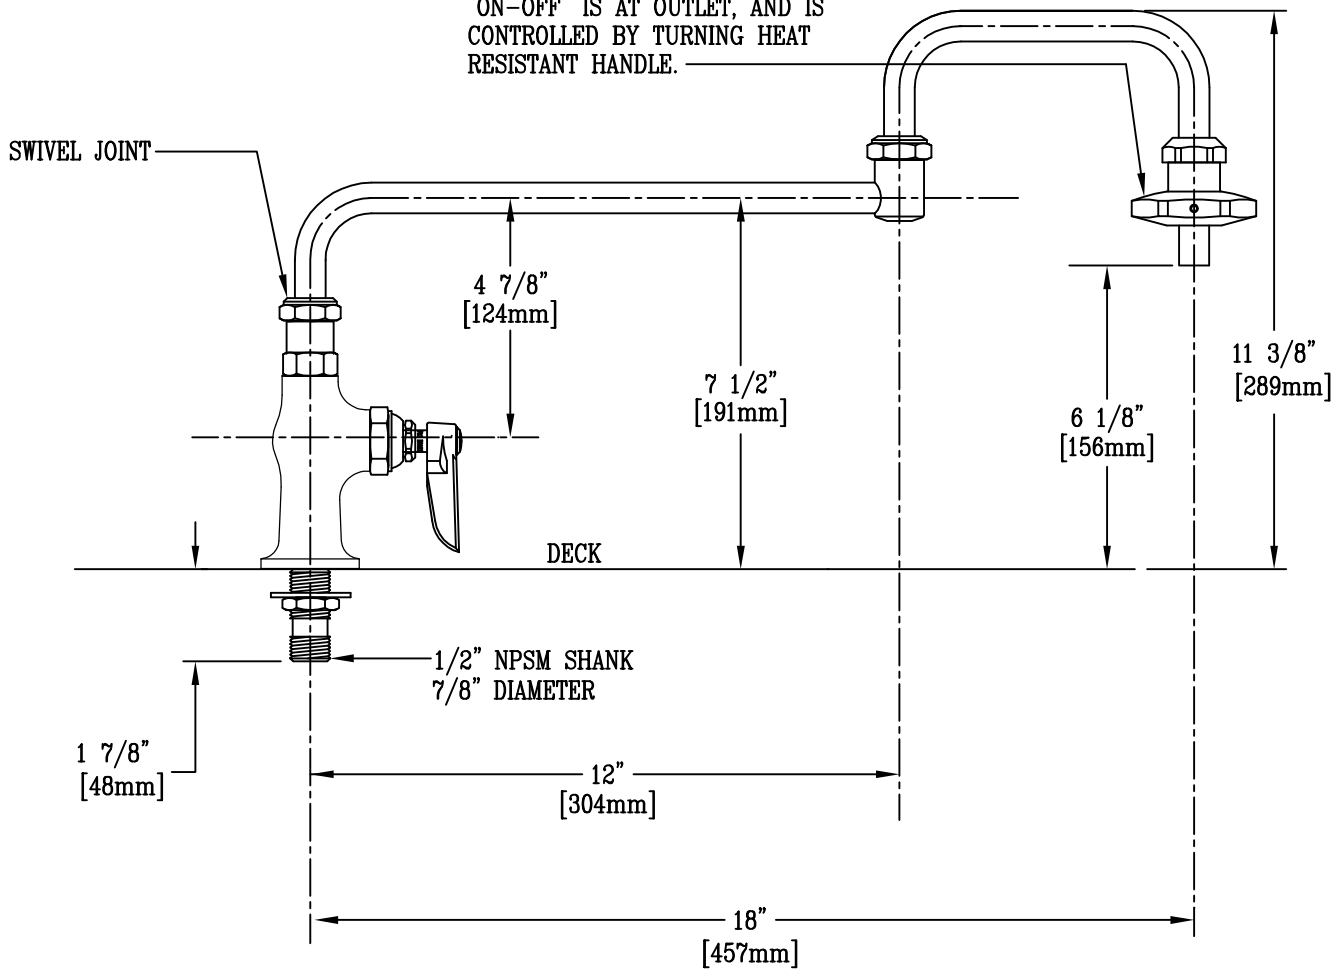 ON-OFF IS AT OUTLET, AND IS
CONTROLLED BY TURNING HEAT
RESISTANT HANDLE.
SWIVEL JOINT
4 7/8"
[124mm]
7 1/2"
[191mm]
11 3/8"
[289mm]
6 1/8"
[156mm]
DECK
1/2" NPSM SHANK
7/8" DIAMETER
1 7/8"
[48mm]
12"
[304mm]
18"
[457mm]